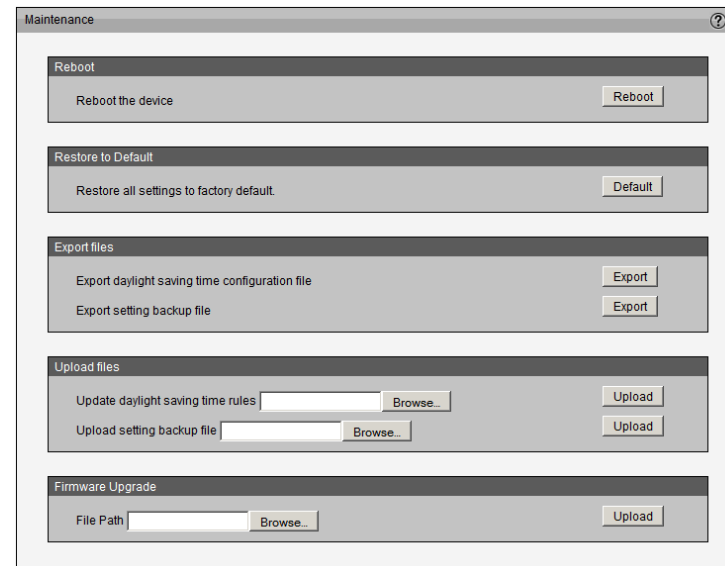 Maintenance
?
Reboot
Reboot the device Reboot
Restore to Default
Restore all settings to factory default. Default
Export files
Export daylight saving time configuration file Export
Export setting backup file Export
Upload files
Update daylight saving time rules Browse... Upload
Upload setting backup file Browse... Upload
Firmware Upgrade
File Path Browse... Upload